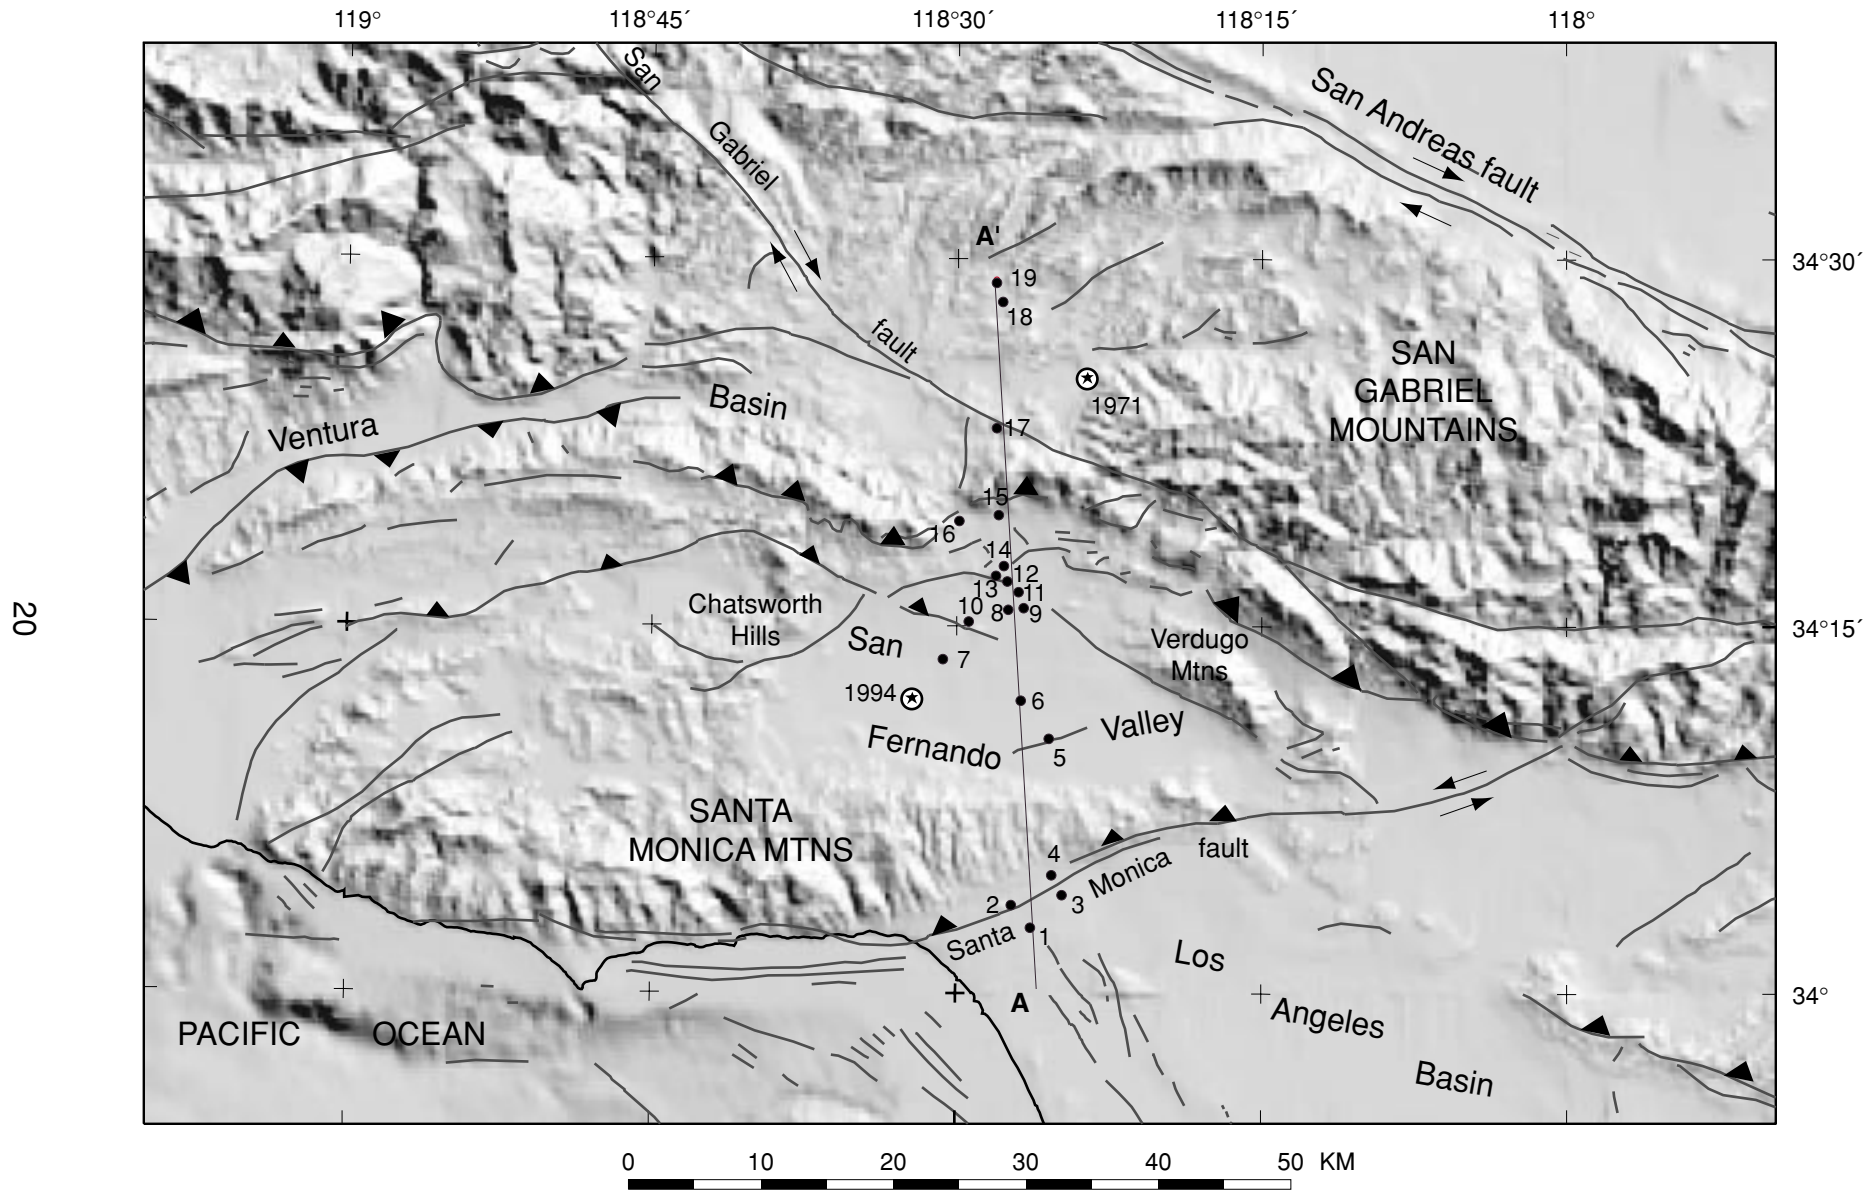 119° 118°45´ 118°30´ 118°15´ 118°
San
Gabriel
fault
San Andreas fault
A'
34°30´
19
18
SAN
GABRIEL
MOUNTAINS
1971
Ventura
Basin
17
15
16
14
12
13
11
10
8
9
Chatsworth
Hills
San
Verdugo
Mtns
34°15´
20
7
1994
6
Fernando
Valley
5
SANTA
MONICA MTNS
4
Monica
fault
2
3
Santa
1
Los
A
34°
PACIFIC OCEAN
Angeles
Basin
0 10 20 30 40 50 KM